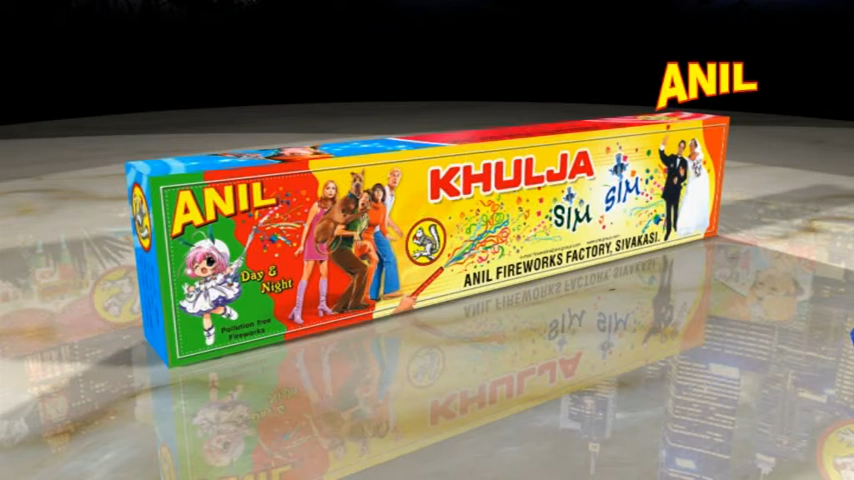 ANIL
ANIL
KHULJA
SIM SIM
Day &
Night
Pollution free
Fireworks
ANIL FIREWORKS FACTORY, SIVAKASI.